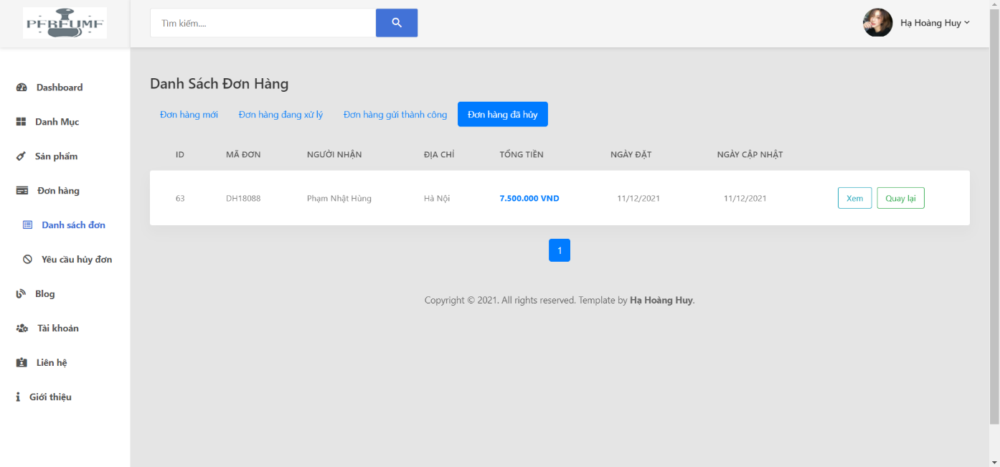 PERFUME
Tìm kiếm....
Hạ Hoàng Huy
Dashboard
Danh Mục
Sản phẩm
Đơn hàng
Danh sách đơn
Yêu cầu hủy đơn
Blog
Tài khoản
Liên hệ
Giới thiệu
Danh Sách Đơn Hàng
Đơn hàng mới Đơn hàng đang xử lý Đơn hàng gửi thành công Đơn hàng đã hủy
ID MÃ ĐƠN NGƯỜI NHẬN ĐỊA CHỈ TỔNG TIỀN NGÀY ĐẶT NGÀY CẬP NHẬT
63 DH18088 Phạm Nhật Hùng Hà Nội 7.500.000 VND 11/12/2021 11/12/2021 Xem Quay lại
1
Copyright © 2021. All rights reserved. Template by Hạ Hoàng Huy.